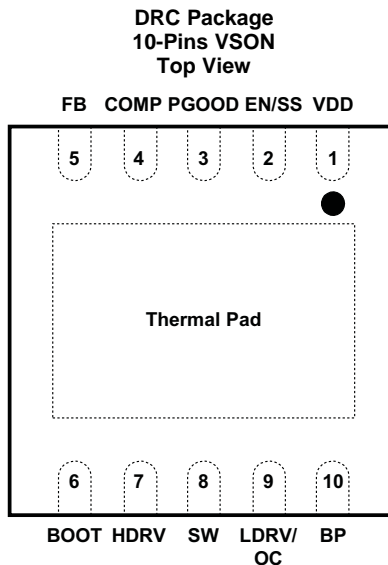 DRC Package
10-Pins VSON
Top View
FB COMP PGOOD EN/SS VDD
5 4 3 2 1
Thermal Pad
6 7 8 9 10
BOOT HDRV SW LDRV/ BP
OC